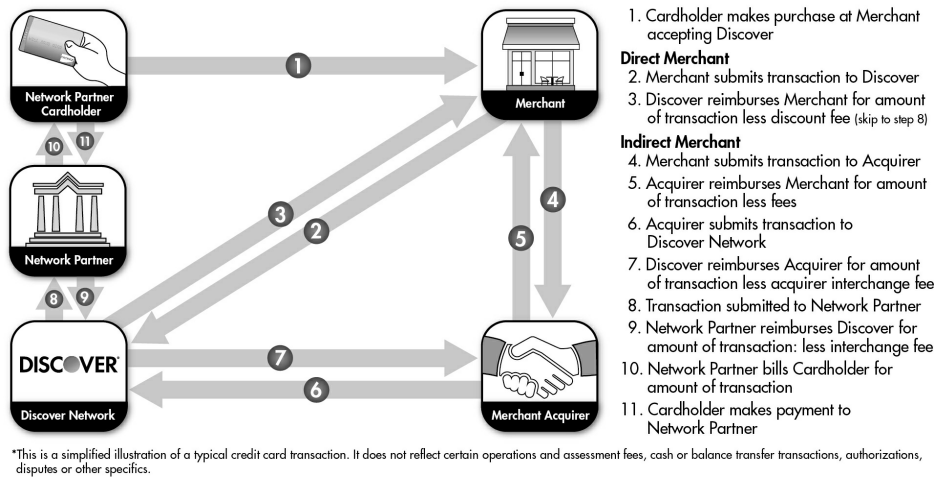 Network Partner
Cardholder
1
Merchant
10
11
3
2
4
5
Network Partner
8
9
DISCOVER®
Discover Network
7
6
Merchant Acquirer
1. Cardholder makes purchase at Merchant
accepting Discover
Direct Merchant
2. Merchant submits transaction to Discover
3. Discover reimburses Merchant for amount
of transaction less discount fee (skip to step 8)
Indirect Merchant
4. Merchant submits transaction to Acquirer
5. Acquirer reimburses Merchant for amount
of transaction less fees
6. Acquirer submits transaction to
Discover Network
7. Discover reimburses Acquirer for amount
of transaction less acquirer interchange fee
8. Transaction submitted to Network Partner
9. Network Partner reimburses Discover for
amount of transaction: less interchange fee
10. Network Partner bills Cardholder for
amount of transaction
11. Cardholder makes payment to
Network Partner
*This is a simplified illustration of a typical credit card transaction. It does not reflect certain operations and assessment fees, cash or balance transfer transactions, authorizations,
disputes or other specifics.